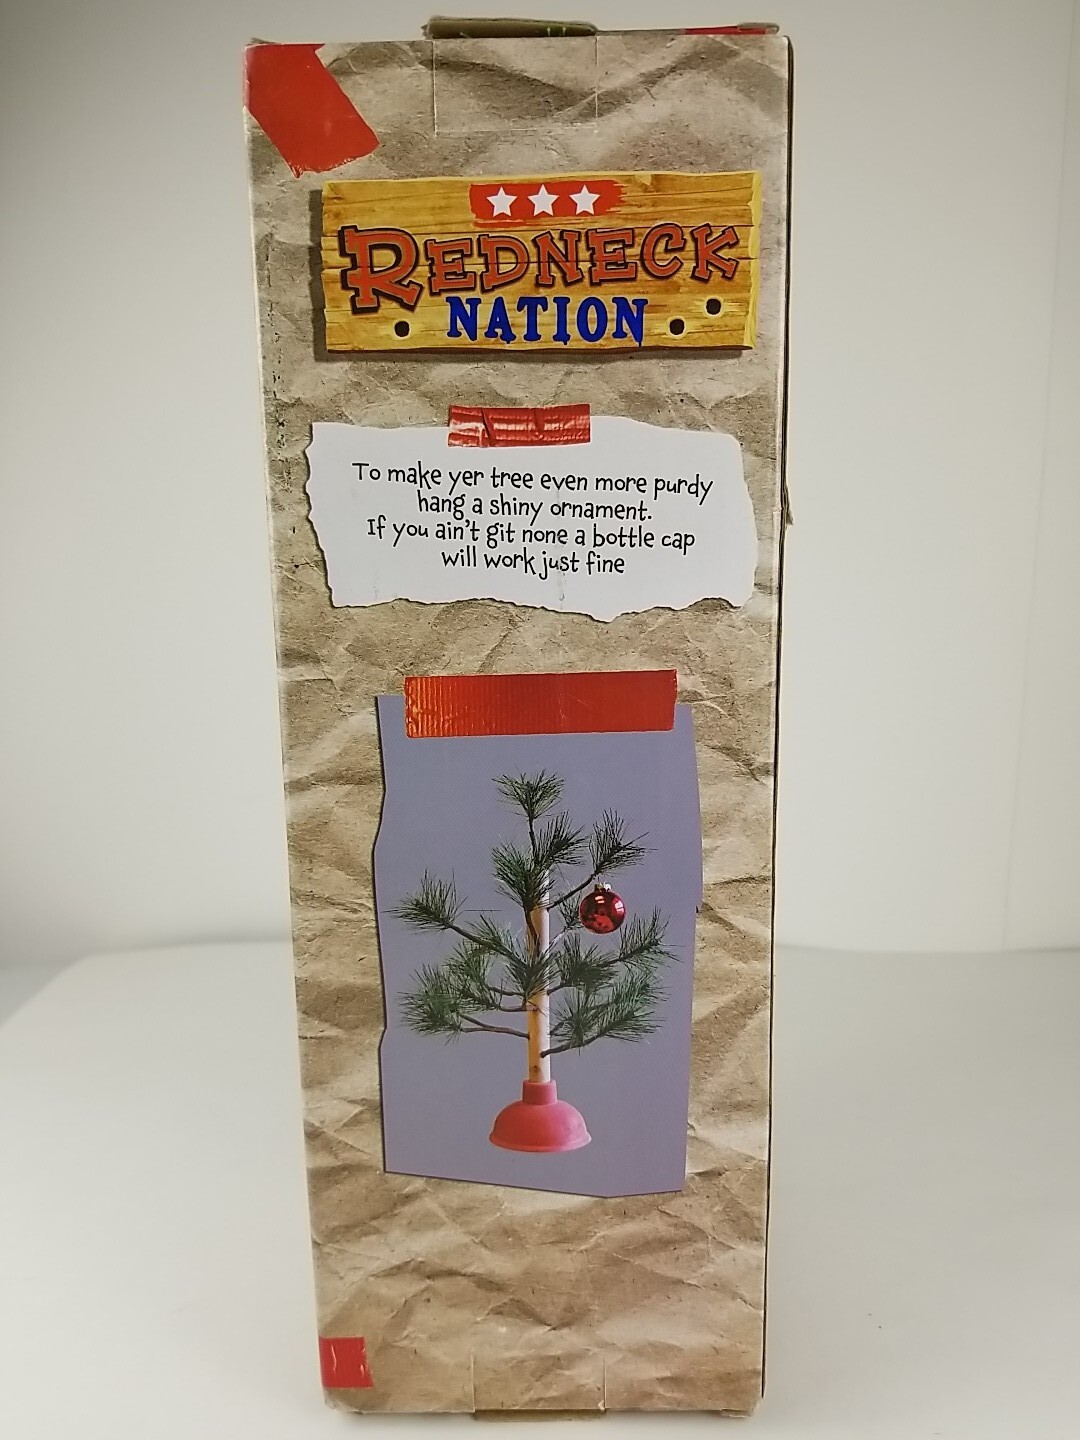 REDNECK
NATION
To make yer tree even more purdy
hang a shiny ornament.
If you ain't git none a bottle cap
will work just fine